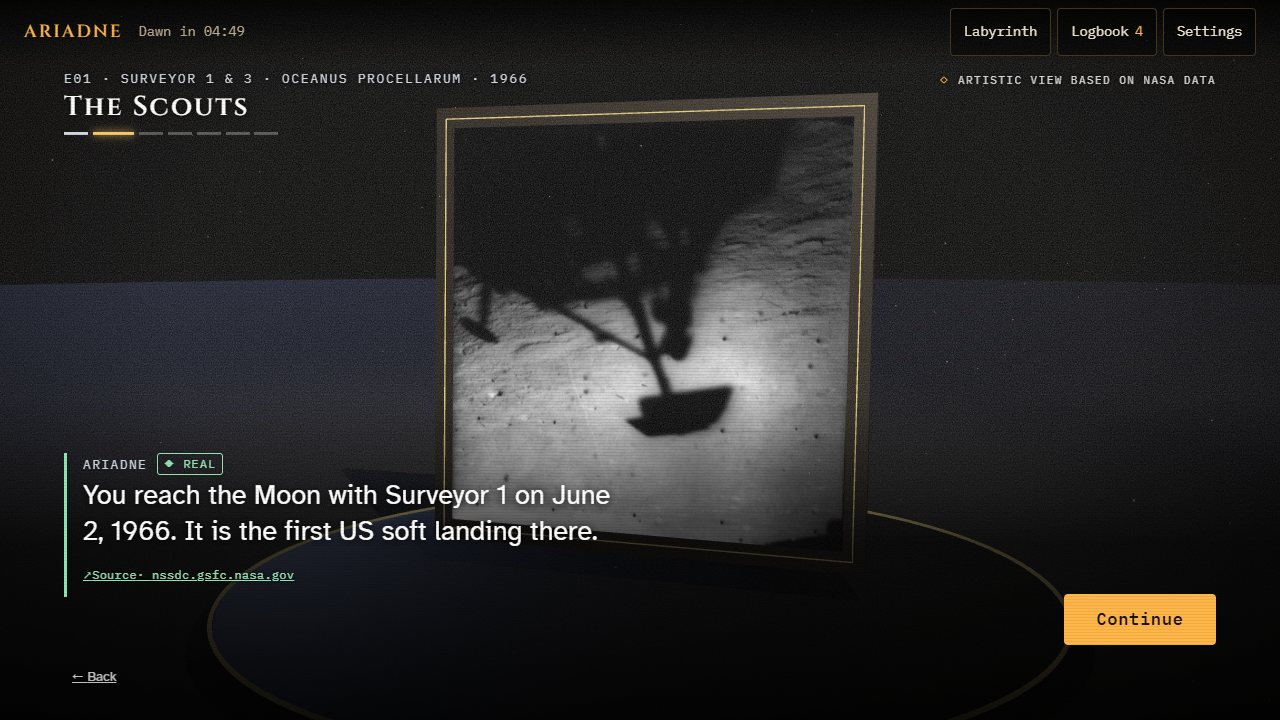 ARIADNE Dawn in 04:49 Labyrinth Logbook 4 Settings
E01 · SURVEYOR 1 & 3 · OCEANUS PROCELLARUM · 1966
◇ ARTISTIC VIEW BASED ON NASA DATA
The Scouts
ARIADNE ◆ REAL
You reach the Moon with Surveyor 1 on June
2, 1966. It is the first US soft landing there.
↗Source· nssdc.gsfc.nasa.gov
Continue
← Back